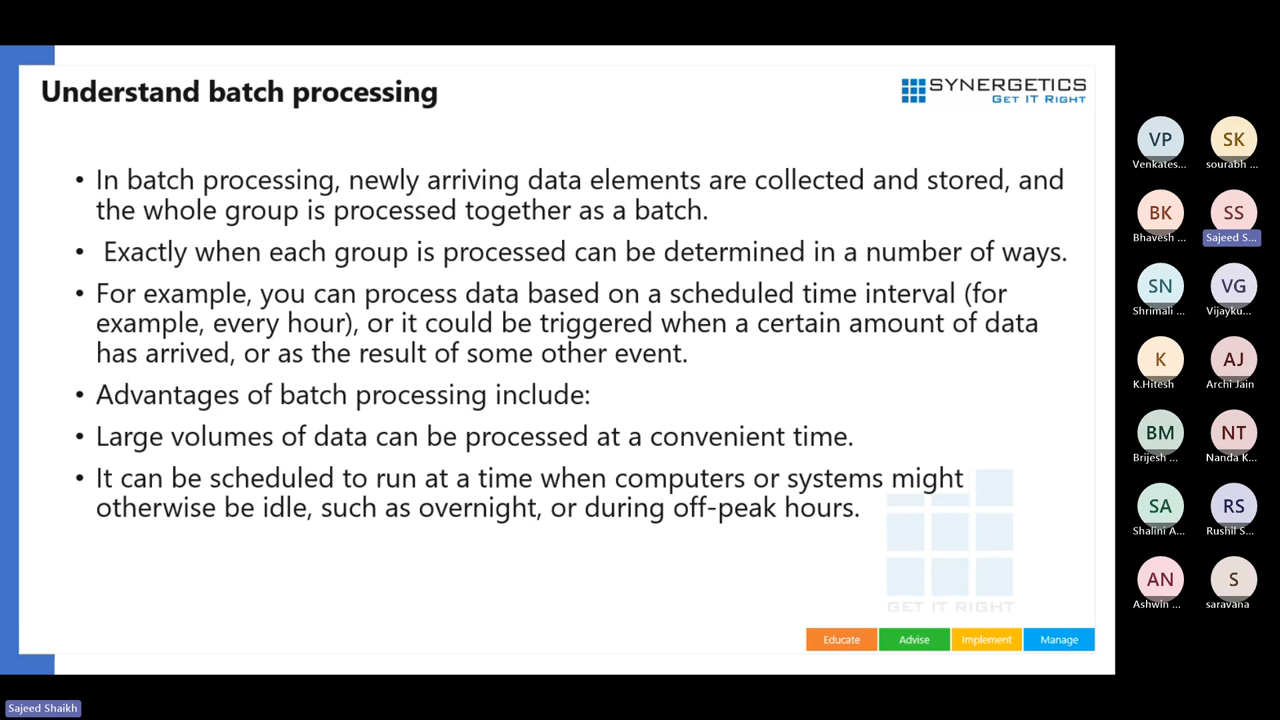 Understand batch processing
SYNERGETICS
GET IT RIGHT
• In batch processing, newly arriving data elements are collected and stored, and
the whole group is processed together as a batch.
• Exactly when each group is processed can be determined in a number of ways.
• For example, you can process data based on a scheduled time interval (for
example, every hour), or it could be triggered when a certain amount of data
has arrived, or as the result of some other event.
• Advantages of batch processing include:
• Large volumes of data can be processed at a convenient time.
• It can be scheduled to run at a time when computers or systems might
otherwise be idle, such as overnight, or during off-peak hours.
GET IT RIGHT
Educate Advise Implement Manage
VP SK
Venkates... sourabh ...
BK SS
Bhavesh ... Sajeed S...
SN VG
Shrimali ... Vijayku...
K AJ
K.Hitesh Archi Jain
BM NT
Brijesh ... Nanda K...
SA RS
Shalini A... Rushil S...
AN S
Ashwin ... saravana
Sajeed Shaikh